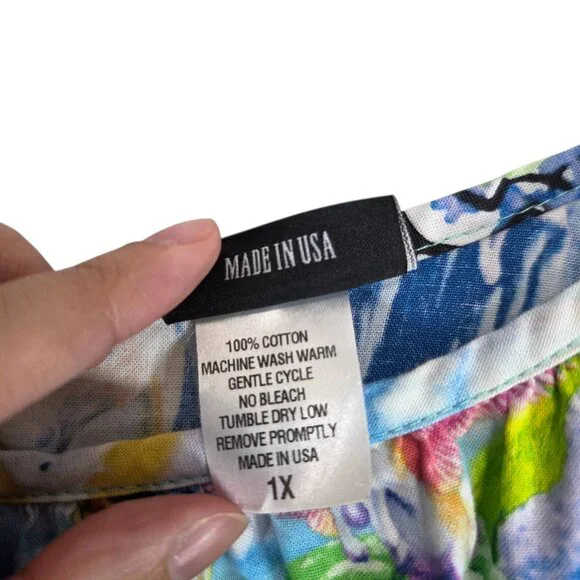 MADE IN USA
100% COTTON
MACHINE WASH WARM
GENTLE CYCLE
NO BLEACH
TUMBLE DRY LOW
REMOVE PROMPTLY
MADE IN USA
1X